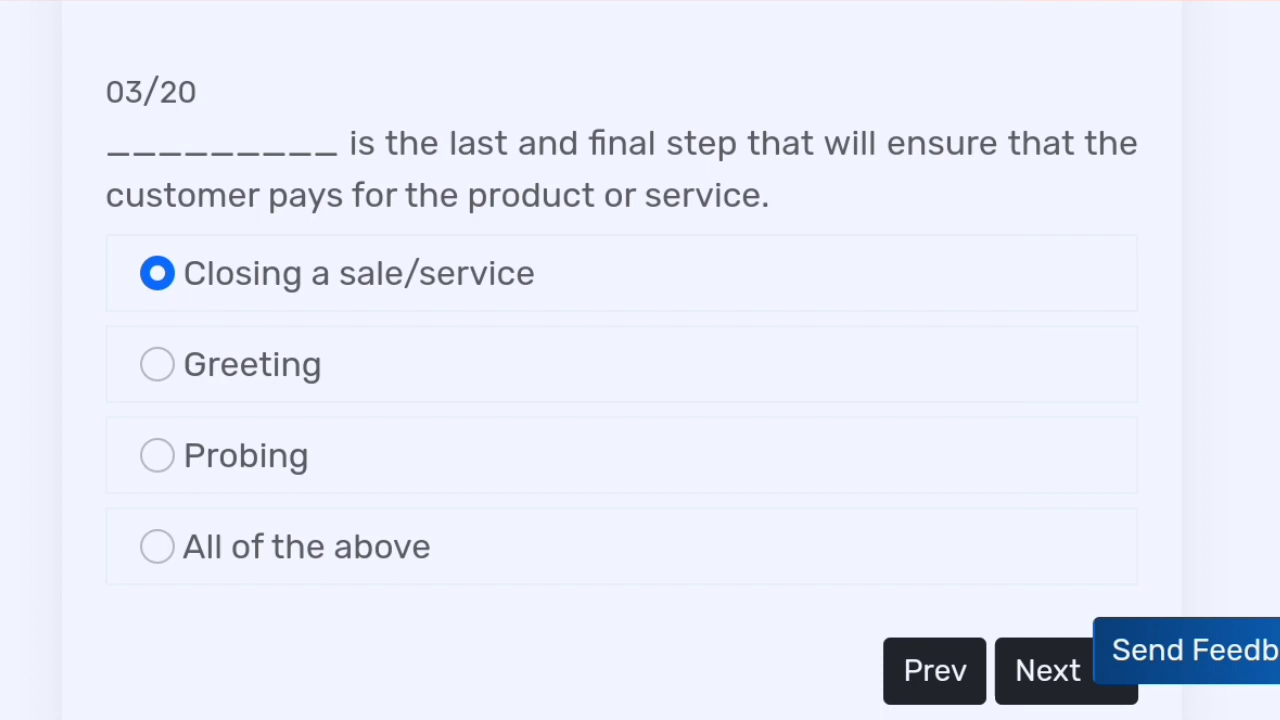 03/20
_________ is the last and final step that will ensure that the
customer pays for the product or service.
Closing a sale/service
Greeting
Probing
All of the above
Prev
Next
Send Feedb